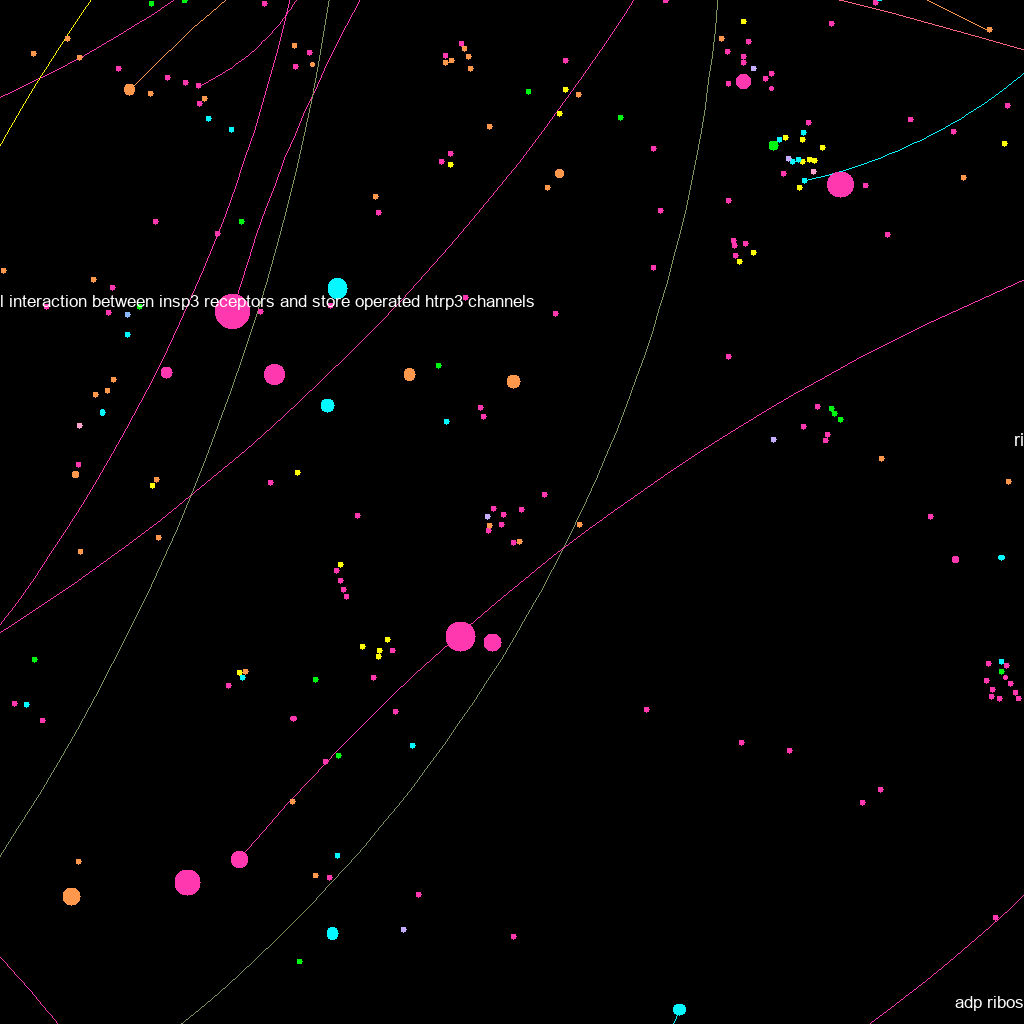 l interaction between insp3 receptors and store operated htrp3 channels
ri
adp ribos